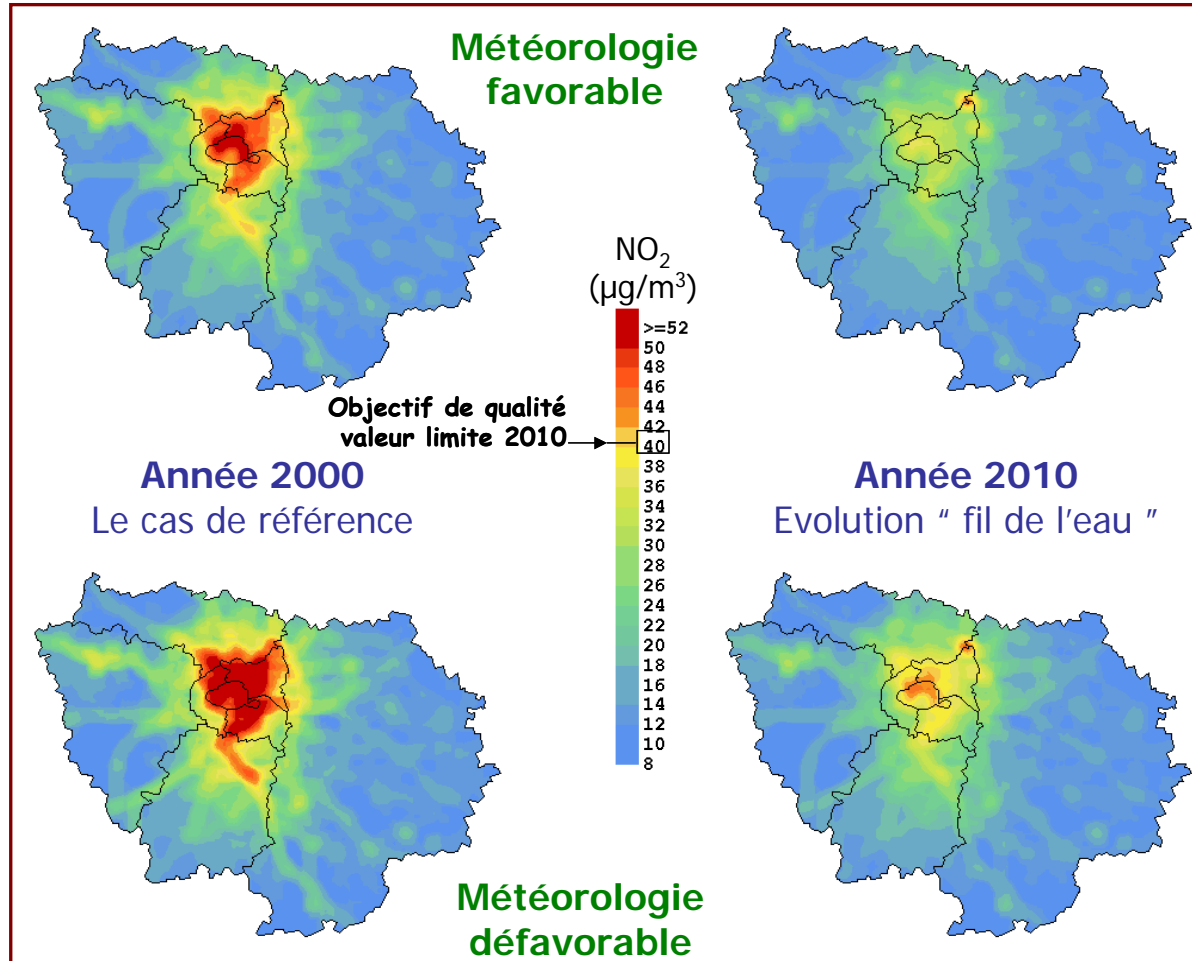 Météorologie
favorable
NO₂
(µg/m³)
>=52
50
48
46
44
42
40
38
36
34
32
30
28
26
24
22
20
18
16
14
12
10
8
Objectif de qualité
valeur limite 2010
Année 2000
Le cas de référence
Année 2010
Evolution “ fil de l'eau ”
Météorologie
défavorable